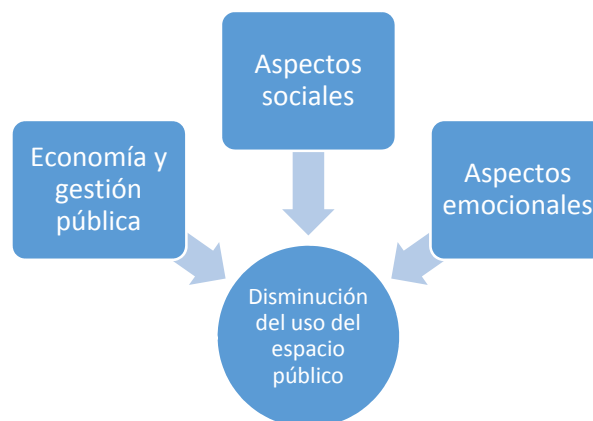 Aspectos
sociales
Economía y
gestión
pública
Aspectos
emocionales
Disminución
del uso del
espacio
público